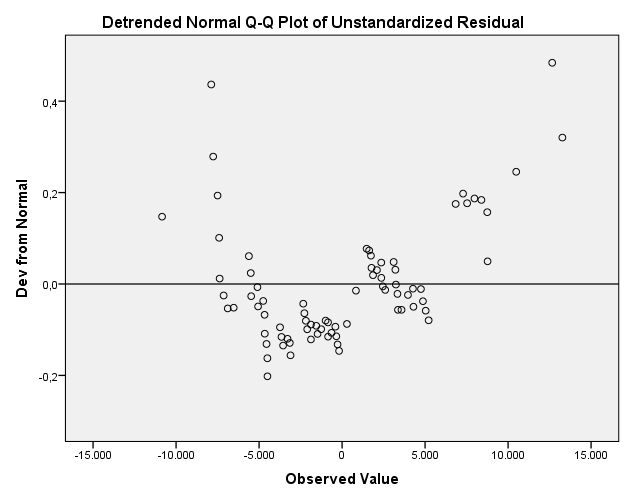 Detrended Normal Q-Q Plot of Unstandardized Residual
Dev from Normal
0,4
0,2
0,0
-0,2
-15.000 -10.000 -5.000 0 5.000 10.000 15.000
Observed Value